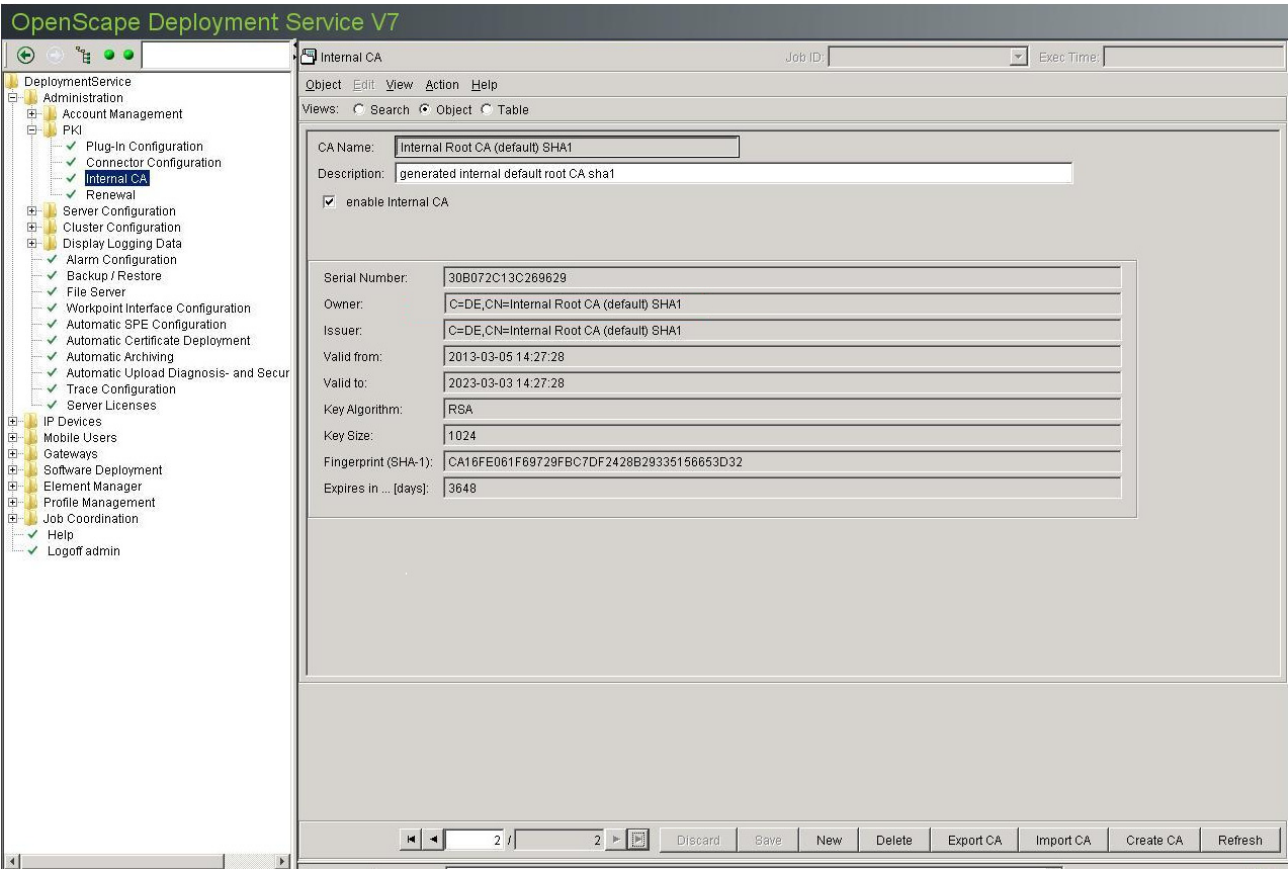 OpenScape Deployment Service V7
Internal CA
Job ID:
Exec Time:
DeploymentService
Administration
Account Management
PKI
Plug-In Configuration
Connector Configuration
Internal CA
Renewal
Server Configuration
Cluster Configuration
Display Logging Data
Alarm Configuration
Backup / Restore
File Server
Workpoint Interface Configuration
Automatic SPE Configuration
Automatic Certificate Deployment
Automatic Archiving
Automatic Upload Diagnosis- and Secur
Trace Configuration
Server Licenses
IP Devices
Mobile Users
Gateways
Software Deployment
Element Manager
Profile Management
Job Coordination
Help
Logoff admin
Object Edit View Action Help
Views: Search Object Table
CA Name: Internal Root CA (default) SHA1
Description: generated internal default root CA sha1
enable Internal CA
Serial Number: 30B072C13C269629
Owner: C=DE,CN=Internal Root CA (default) SHA1
Issuer: C=DE,CN=Internal Root CA (default) SHA1
Valid from: 2013-03-05 14:27:28
Valid to: 2023-03-03 14:27:28
Key Algorithm: RSA
Key Size: 1024
Fingerprint (SHA-1): CA16FE061F69729FBC7DF2428B29335156653D32
Expires in ... [days]: 3648
2 / 2 Discard Save New Delete Export CA Import CA Create CA Refresh